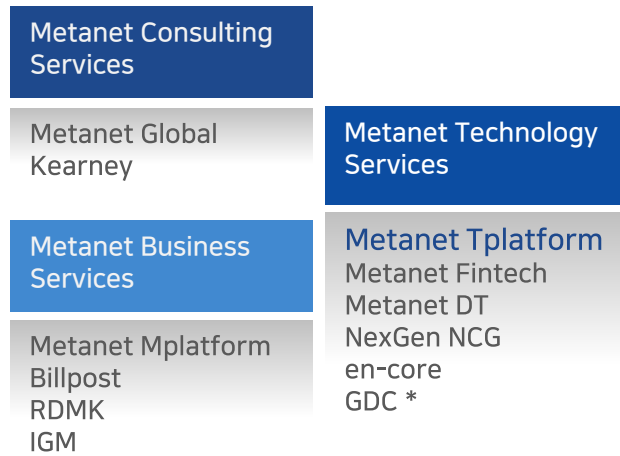 Metanet Consulting
Services
Metanet Global
Kearney
Metanet Business
Services
Metanet Mplatform
Billpost
RDMK
IGM
Metanet Technology
Services
Metanet Tplatform
Metanet Fintech
Metanet DT
NexGen NCG
en-core
GDC *